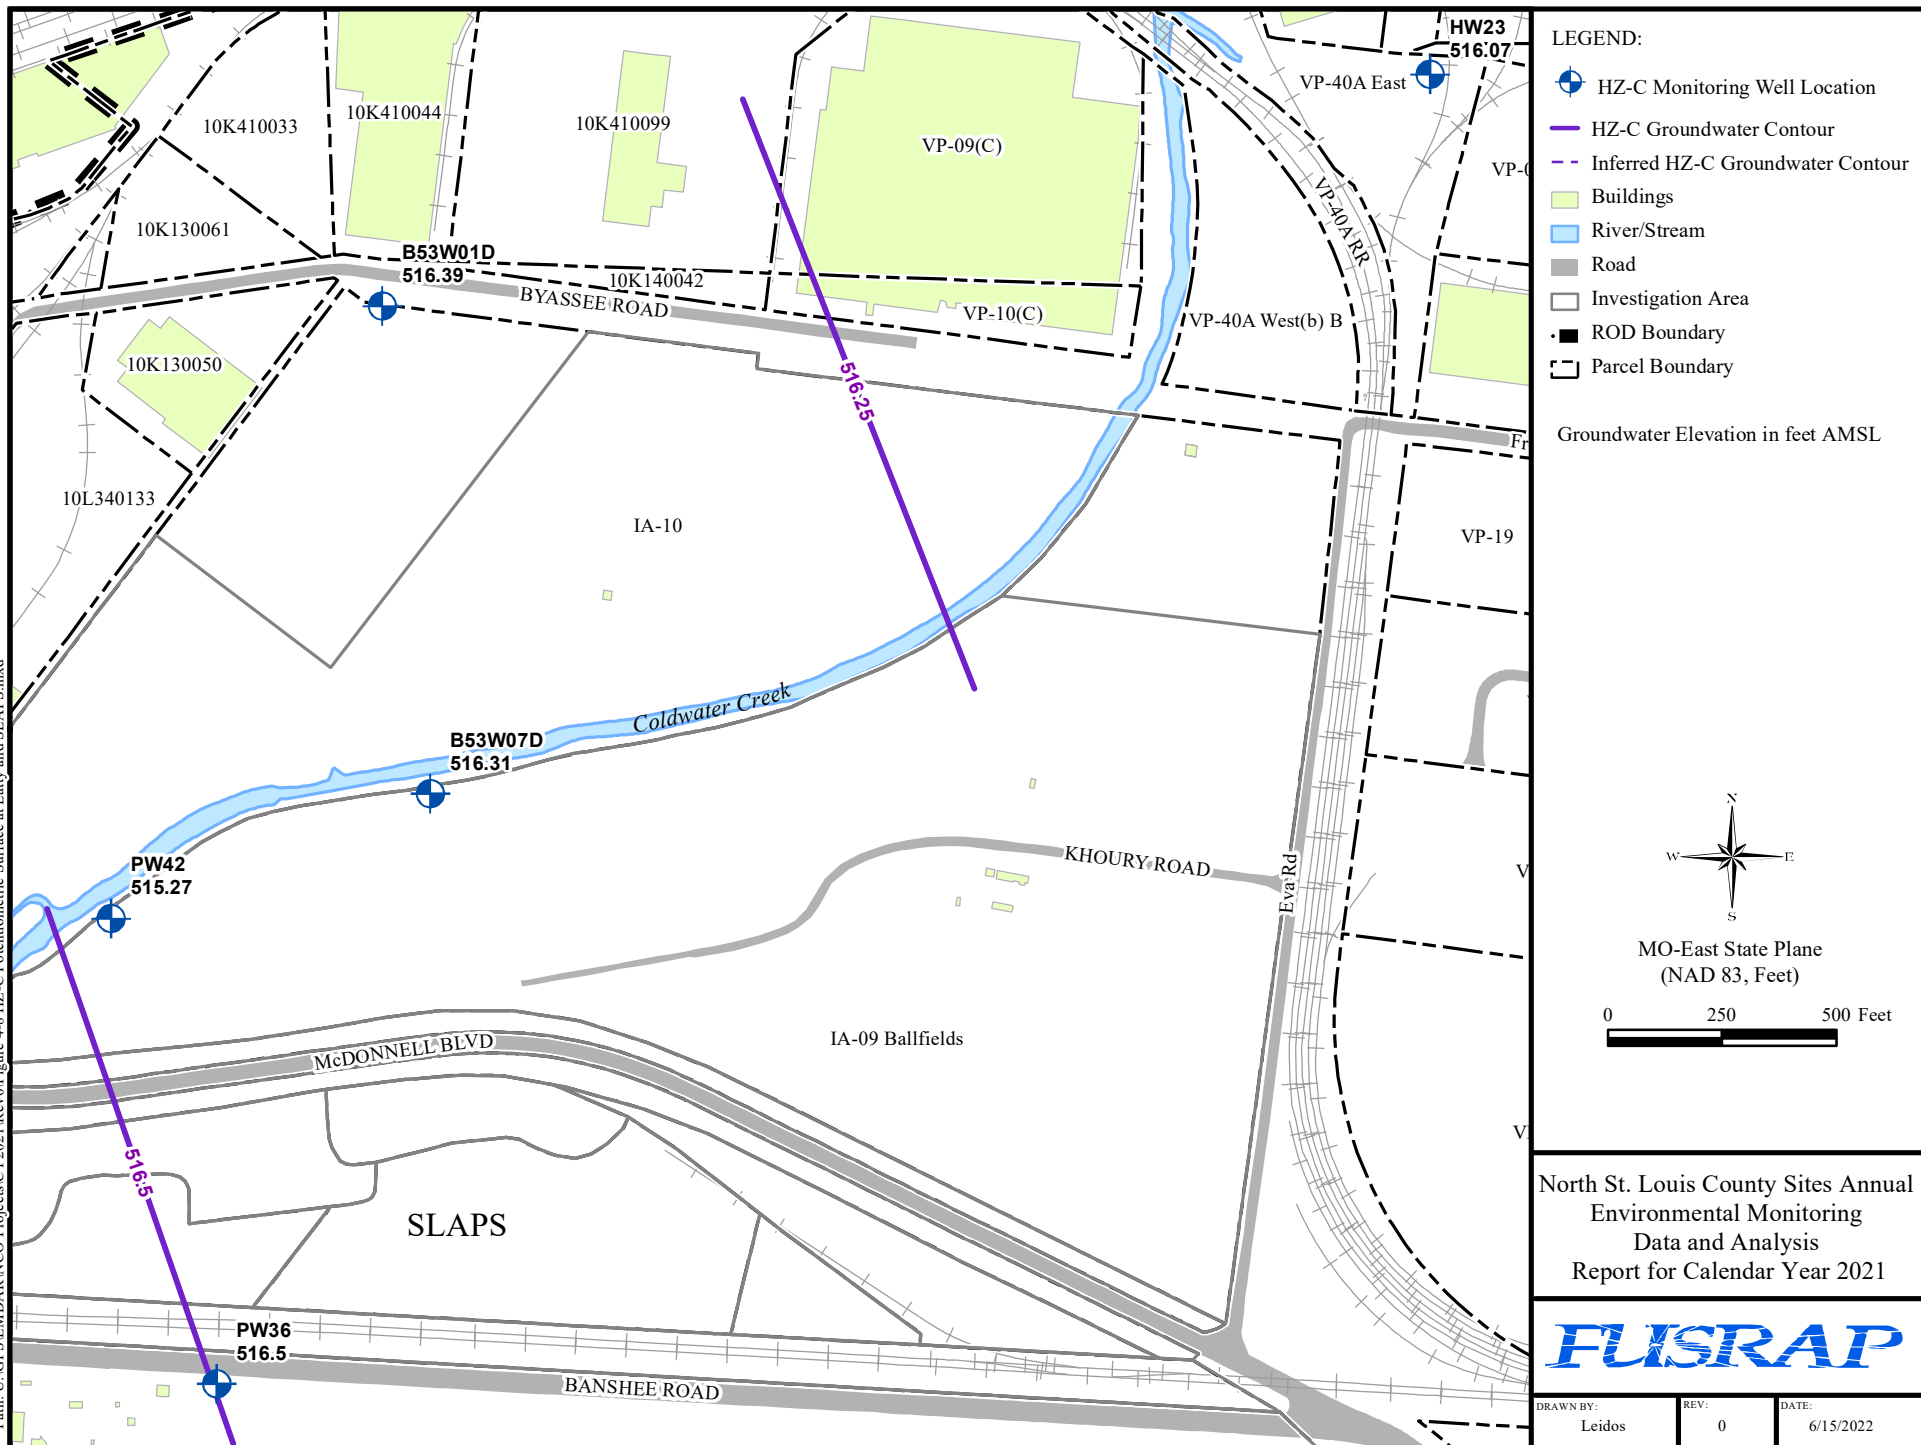 HW23
516.07
VP-40A East
10K410033
10K410044
10K410099
VP-09(C)
VP-40A RR
10K130061
B53W01D
516.39
10K140042
BYASSEE ROAD
VP-10(C)
VP-40A West(b) B
10K130050
516.25
10L340133
IA-10
VP-19
Coldwater Creek
B53W07D
516.31
PW42
515.27
KHOURY ROAD
Eva Rd
IA-09 Ballfields
McDONNELL BLVD
516.5
SLAPS
PW36
516.5
BANSHEE ROAD
LEGEND:
HZ-C Monitoring Well Location
HZ-C Groundwater Contour
Inferred HZ-C Groundwater Contour
Buildings
River/Stream
Road
Investigation Area
ROD Boundary
Parcel Boundary
Groundwater Elevation in feet AMSL
N
W E
S
MO-East State Plane
(NAD 83, Feet)
0 250 500 Feet
North St. Louis County Sites Annual
Environmental Monitoring
Data and Analysis
Report for Calendar Year 2021
FUSRAP
DRAWN BY: REV: DATE:
Leidos 0 6/15/2022